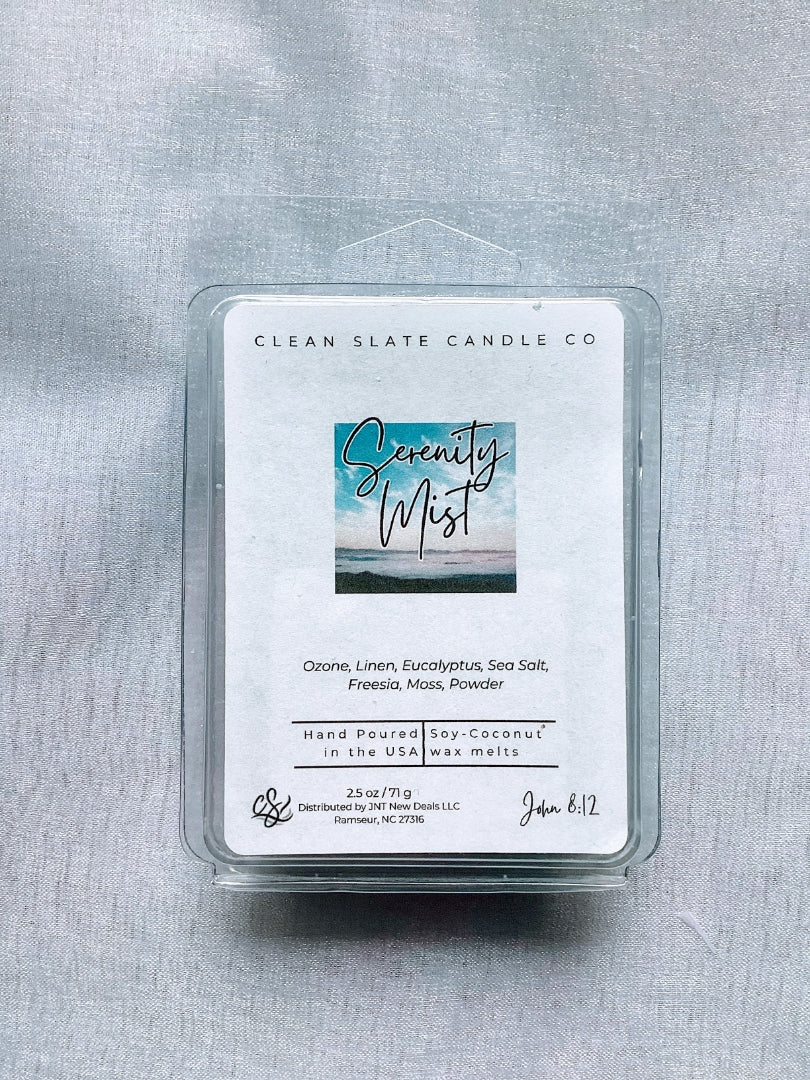 CLEAN SLATE CANDLE CO
Serenity
Mist
Ozone, Linen, Eucalyptus, Sea Salt,
Freesia, Moss, Powder
Hand Poured
in the USA
Soy-Coconut
wax melts
CSC
2.5 oz / 71 g
Distributed by JNT New Deals LLC
Ramseur, NC 27316
John 8:12